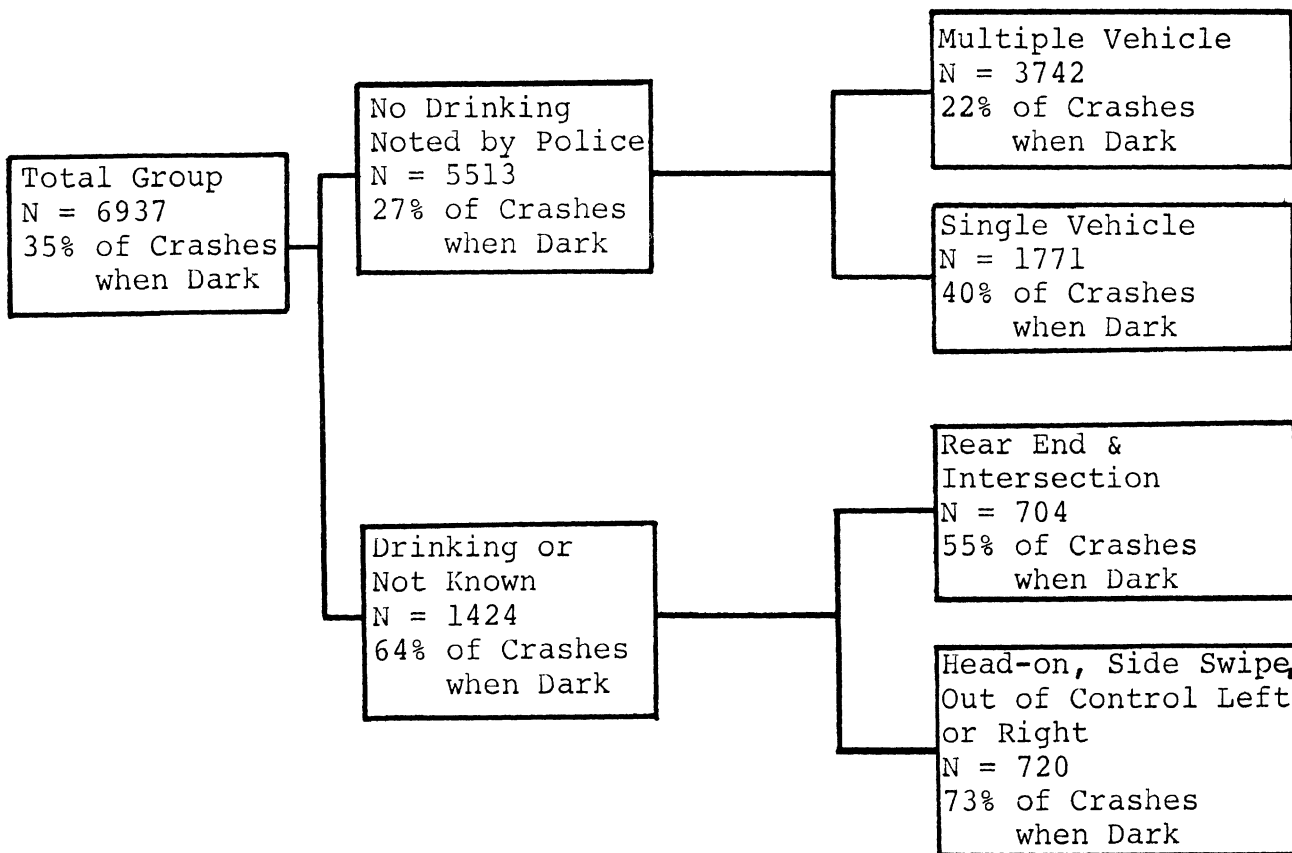 Total Group
N = 6937
35% of Crashes
when Dark
No Drinking
Noted by Police
N = 5513
27% of Crashes
when Dark
Multiple Vehicle
N = 3742
22% of Crashes
when Dark
Single Vehicle
N = 1771
40% of Crashes
when Dark
Drinking or
Not Known
N = 1424
64% of Crashes
when Dark
Rear End &
Intersection
N = 704
55% of Crashes
when Dark
Head-on, Side Swipe,
Out of Control Left
or Right
N = 720
73% of Crashes
when Dark